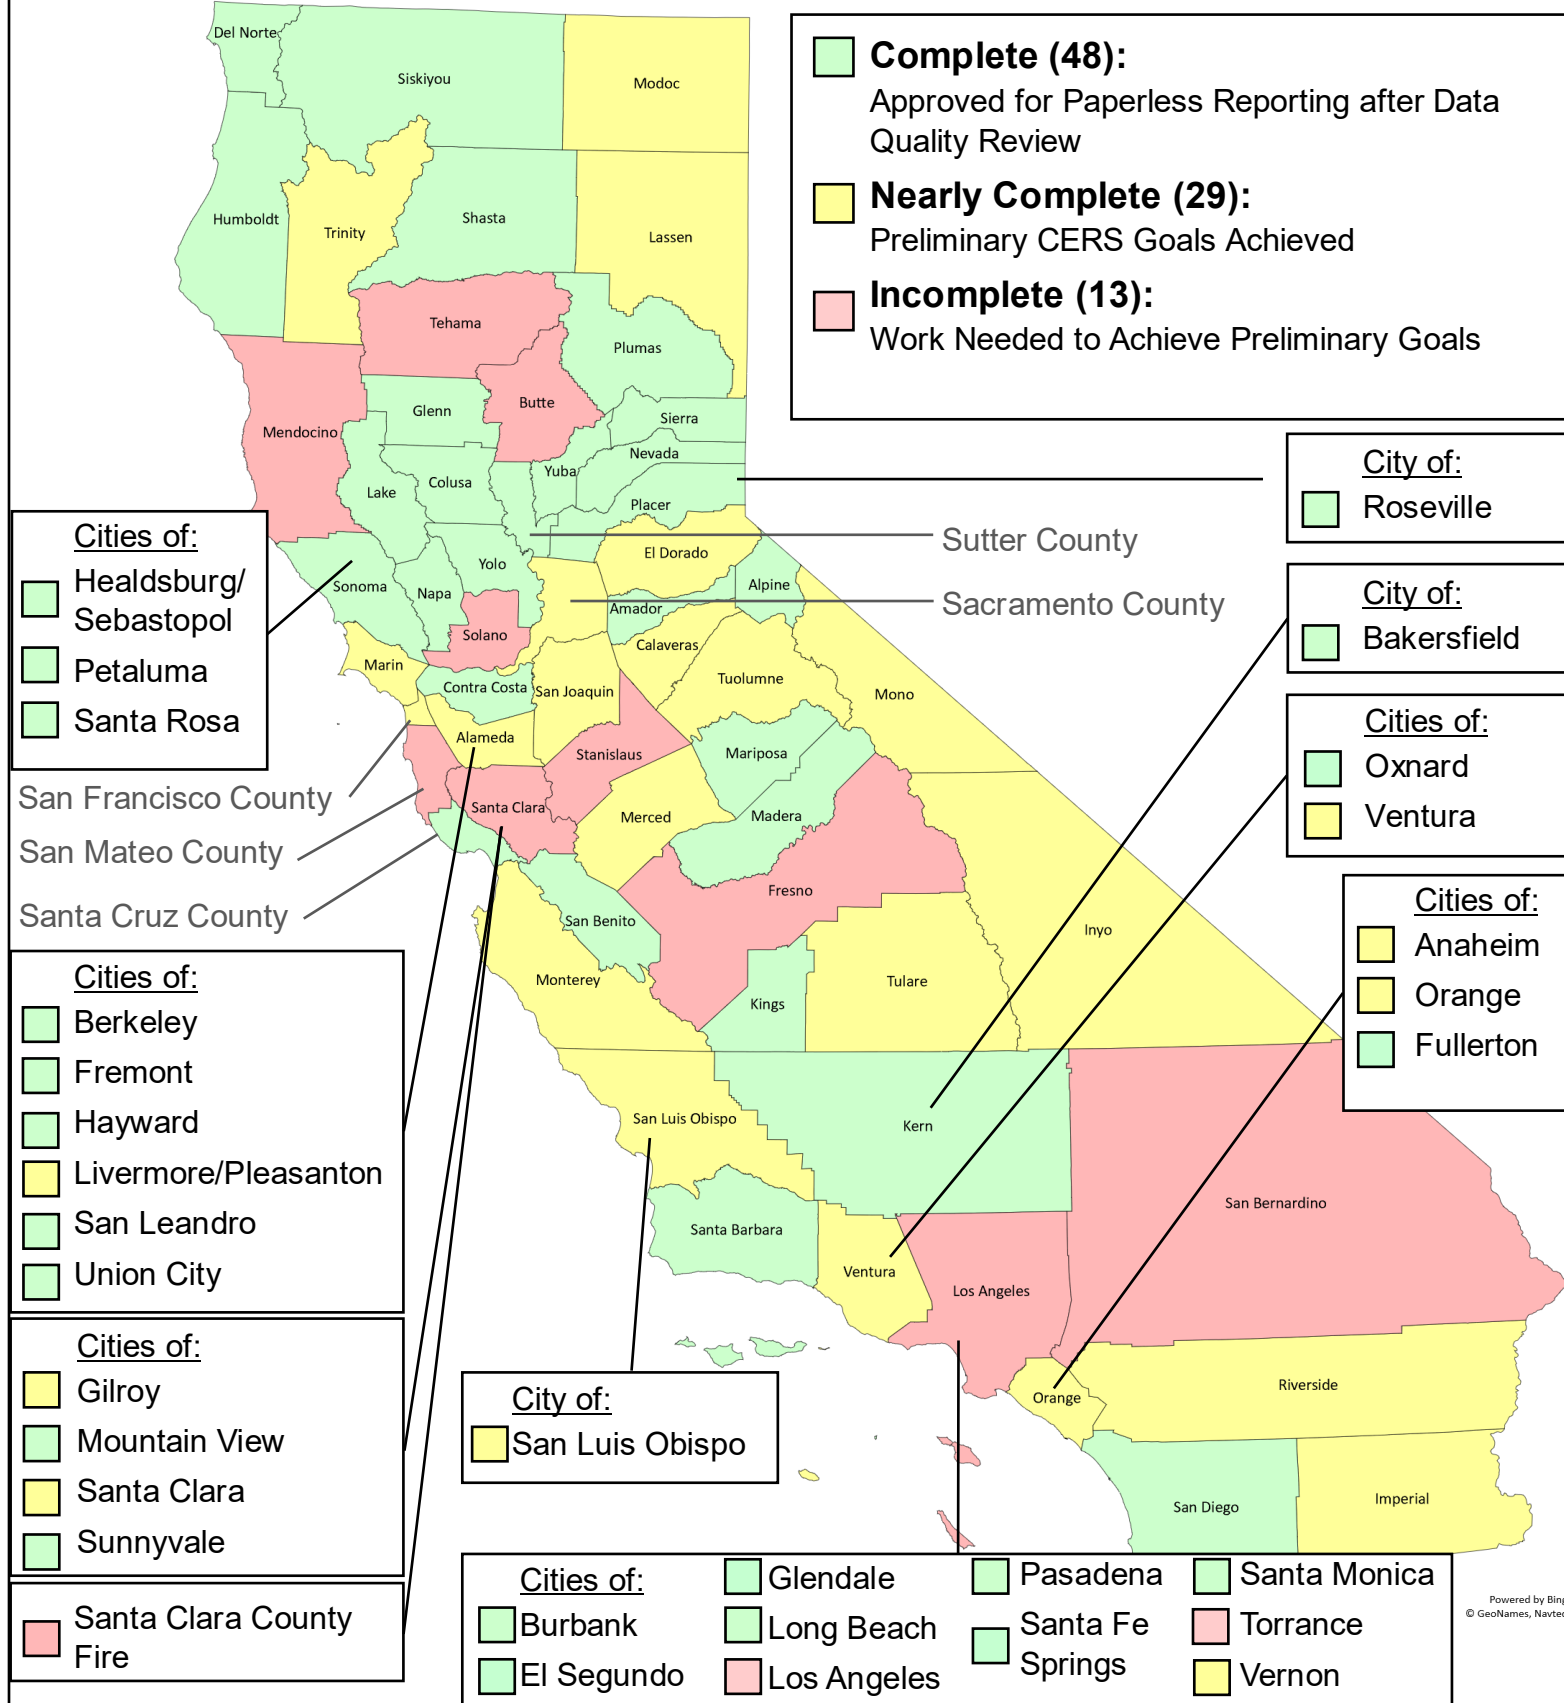 Complete (48):
Approved for Paperless Reporting after Data
Quality Review
Nearly Complete (29):
Preliminary CERS Goals Achieved
Incomplete (13):
Work Needed to Achieve Preliminary Goals
Del Norte
Siskiyou
Modoc
Humboldt
Trinity
Shasta
Lassen
Tehama
Plumas
Mendocino
Glenn
Butte
Sierra
Nevada
Yuba
Lake
Colusa
Placer
El Dorado
Sonoma
Napa
Yolo
Amador
Alpine
Solano
Calaveras
Marin
Contra Costa
San Joaquin
Tuolumne
Mono
Alameda
Stanislaus
Mariposa
Santa Clara
Merced
Madera
Fresno
San Benito
Inyo
Monterey
Kings
Tulare
San Luis Obispo
Kern
San Bernardino
Santa Barbara
Ventura
Los Angeles
Orange
Riverside
San Diego
Imperial
Sutter County
Sacramento County
San Francisco County
San Mateo County
Santa Cruz County
City of:
Roseville
City of:
Bakersfield
Cities of:
Oxnard
Ventura
Cities of:
Anaheim
Orange
Fullerton
Cities of:
Healdsburg/
Sebastopol
Petaluma
Santa Rosa
Cities of:
Berkeley
Fremont
Hayward
Livermore/Pleasanton
San Leandro
Union City
Cities of:
Gilroy
Mountain View
Santa Clara
Sunnyvale
Santa Clara County
Fire
City of:
San Luis Obispo
Cities of:
Burbank
El Segundo
Glendale
Long Beach
Los Angeles
Pasadena
Santa Fe
Springs
Santa Monica
Torrance
Vernon
Powered by Bing
© GeoNames, Navteq